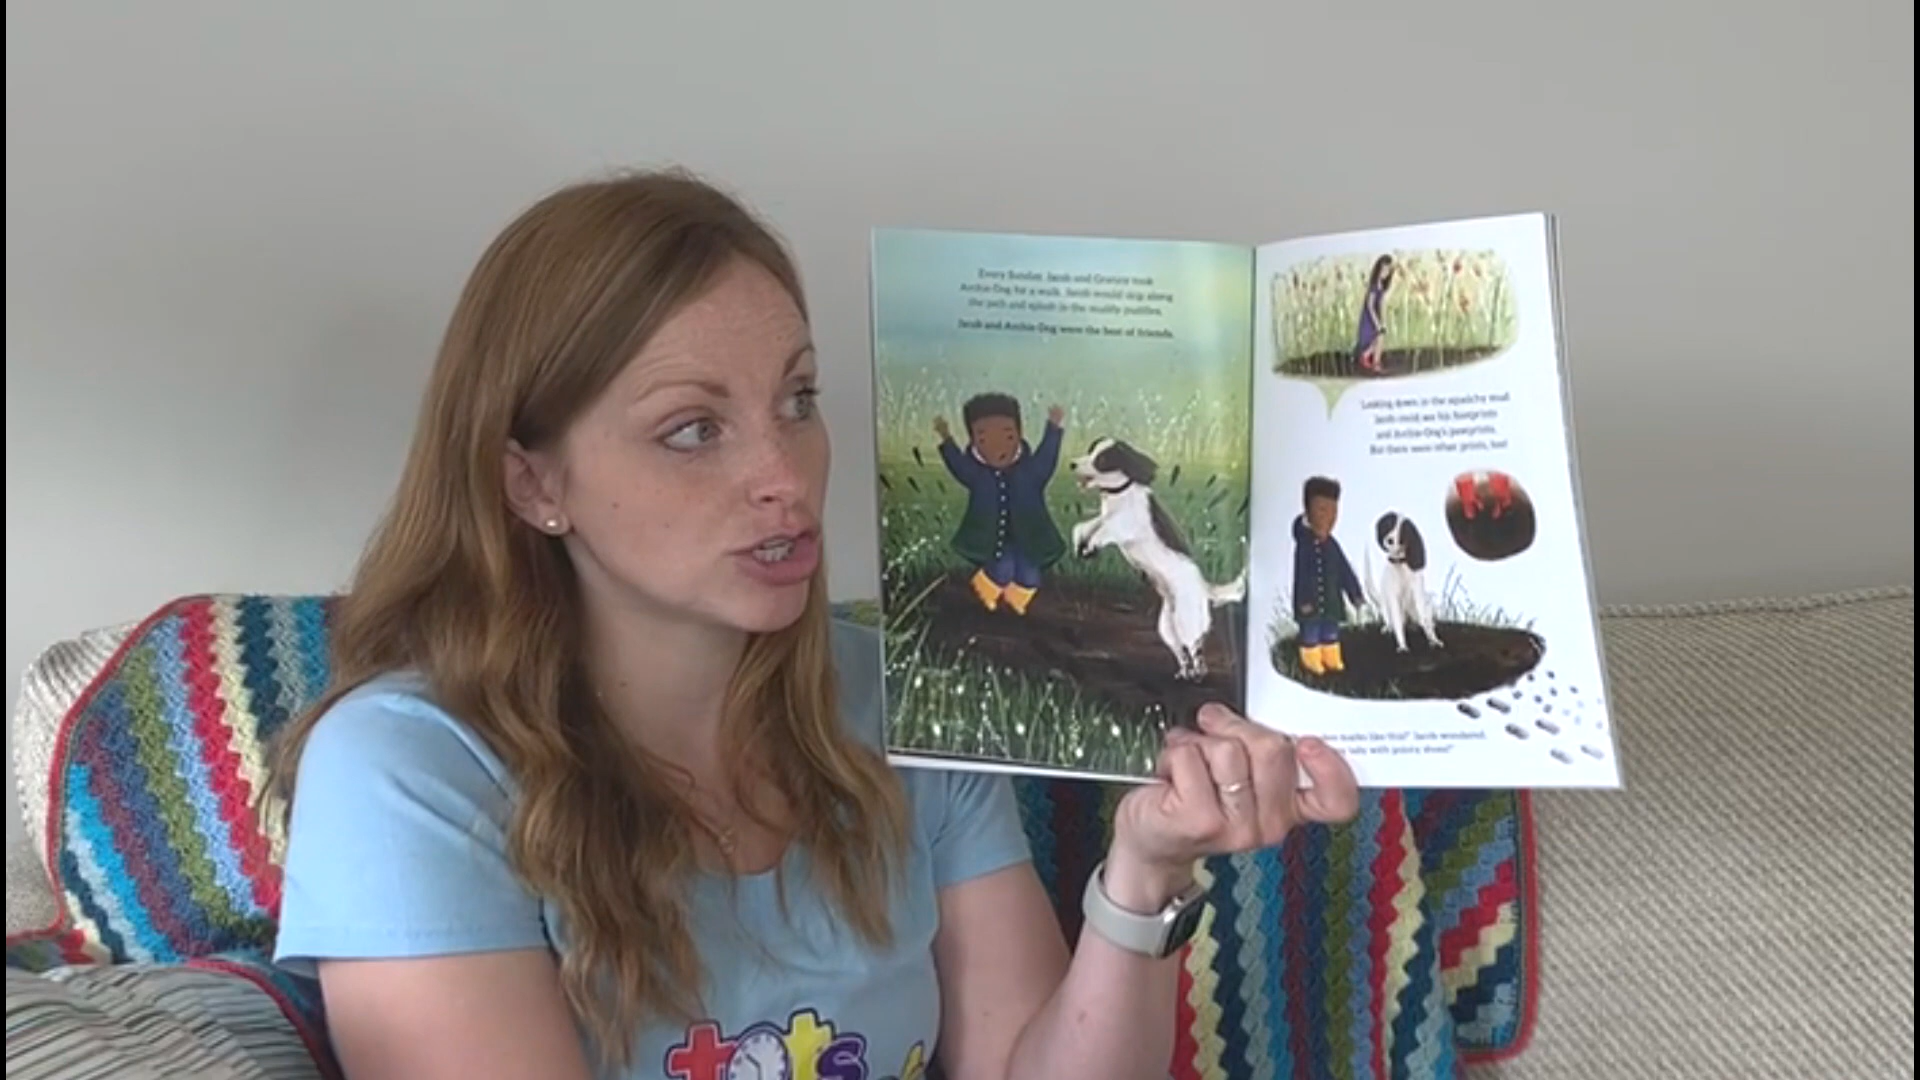 Every Sunday, Jacob and Granny took
Archie-Dog for a walk. Jacob would skip along
the path and splash in the muddy puddles.
Jacob and Archie-Dog were the best of friends.
Looking down in the squelchy mud
Jacob could see his footprints
and Archie-Dog's pawprints.
But there were other prints, too!
marks like this?" Jacob wondered.
lady with pointy shoes?"
tots